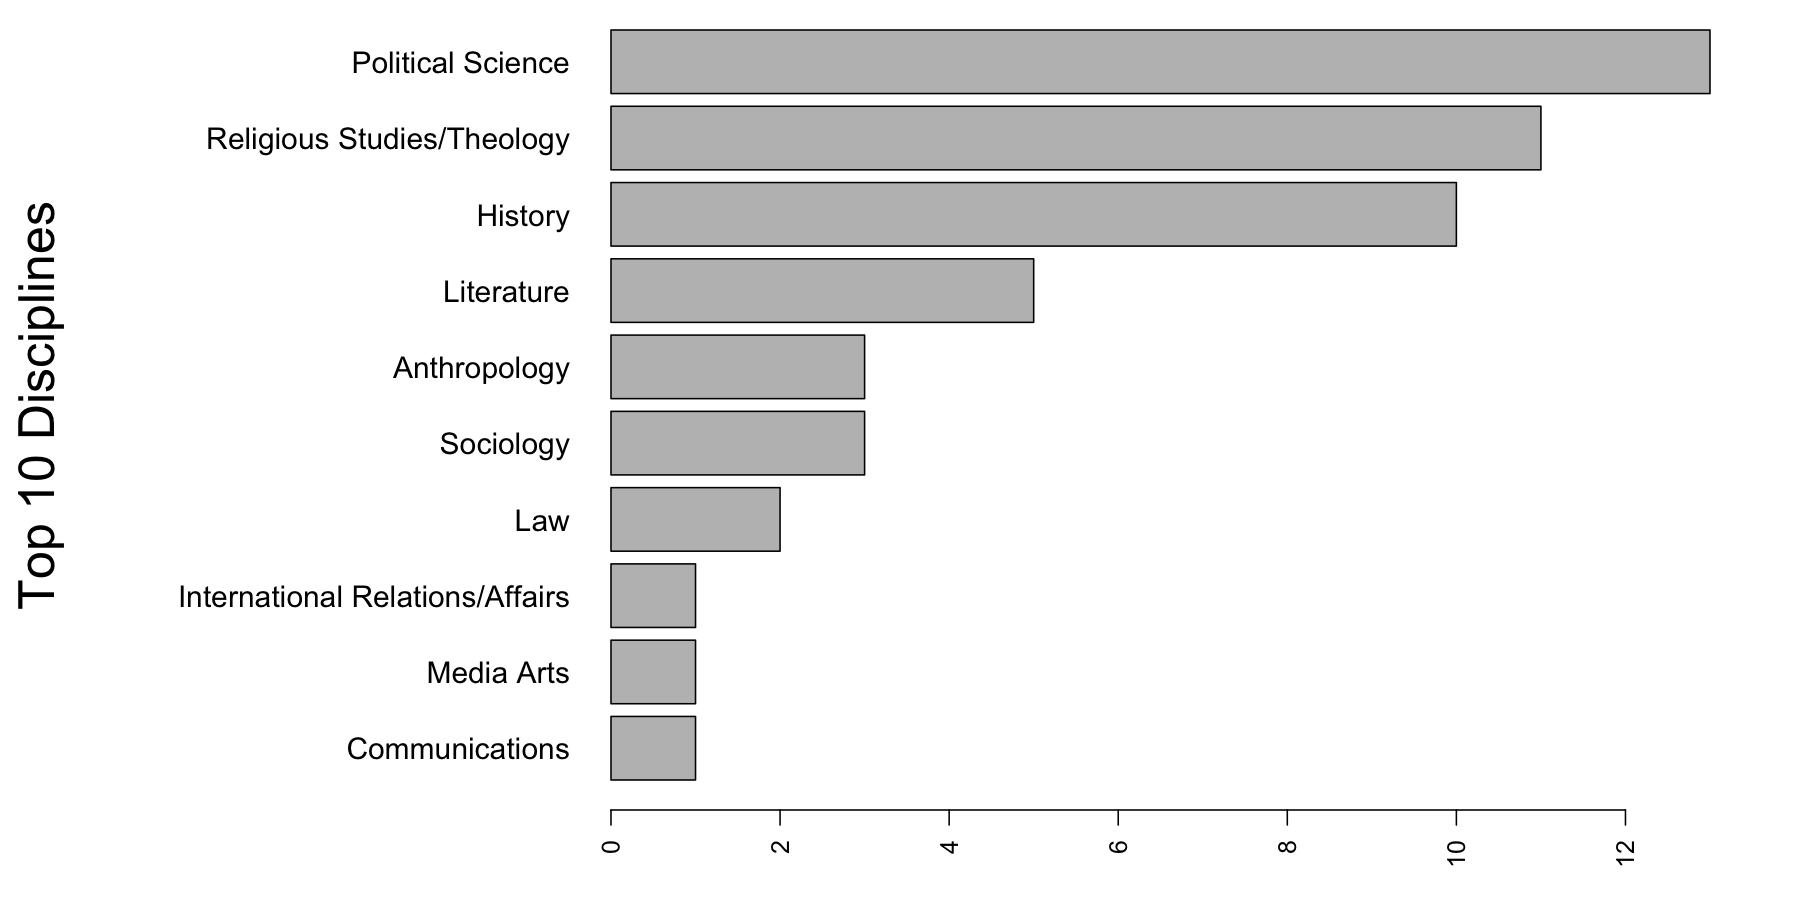 Top 10 Disciplines
Political Science
Religious Studies/Theology
History
Literature
Anthropology
Sociology
Law
International Relations/Affairs
Media Arts
Communications
0 2 4 6 8 10 12